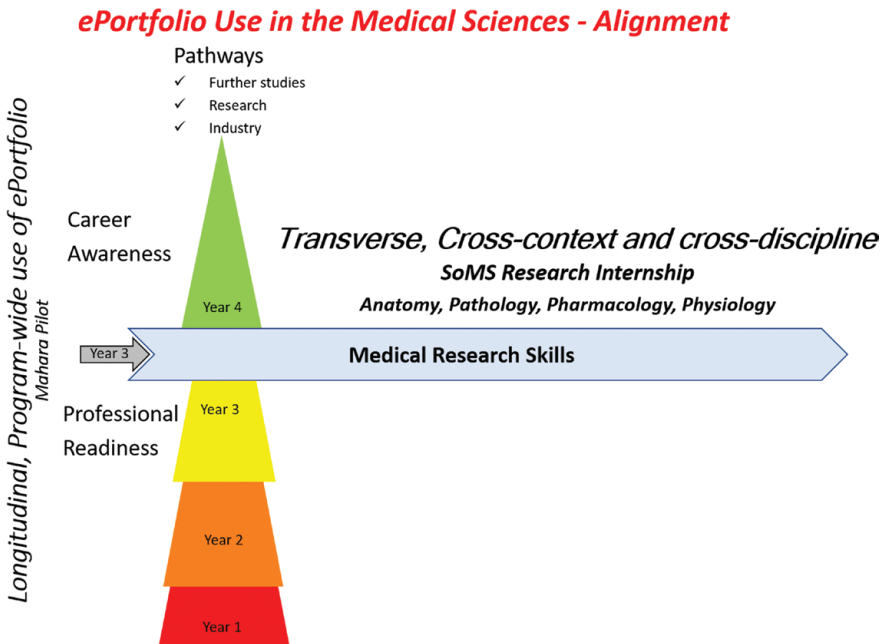 ePortfolio Use in the Medical Sciences - Alignment
Pathways
✓ Further studies
✓ Research
✓ Industry
Longitudinal, Program-wide use of ePortfolio
Mahara Pilot
Career
Awareness
Transverse, Cross-context and cross-discipline
SoMS Research Internship
Anatomy, Pathology, Pharmacology, Physiology
Year 4
Year 3
Medical Research Skills
Professional
Readiness
Year 3
Year 2
Year 1